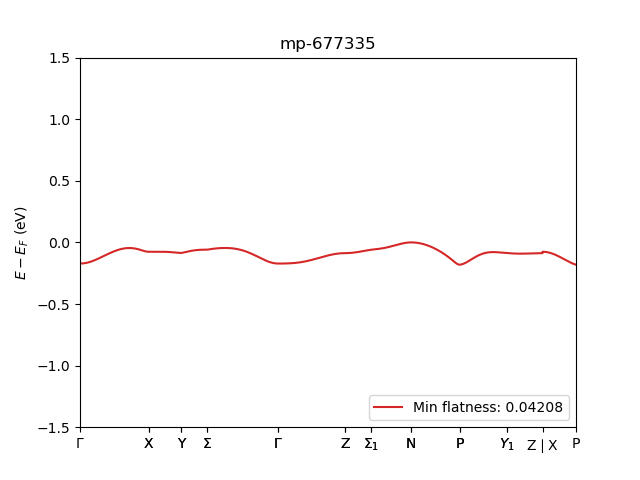 mp-677335
E − E_F (eV)
1.5
1.0
0.5
0.0
−0.5
−1.0
−1.5
Min flatness: 0.04208
Γ X Y Σ Γ Z Σ₁ N P Y₁ Z | X P